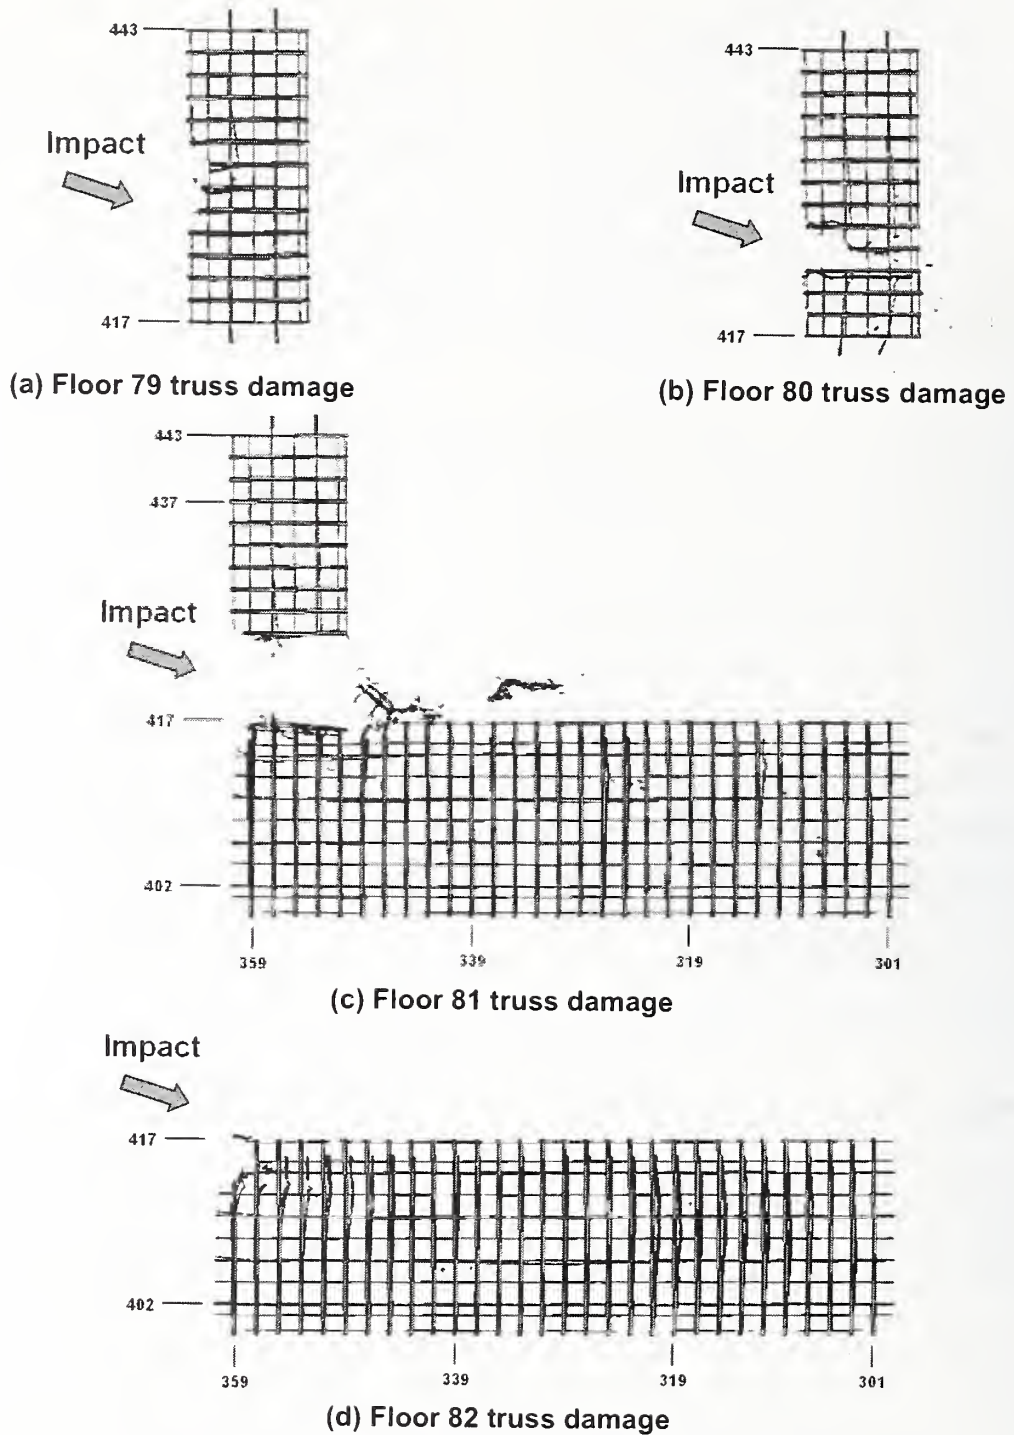 443
Impact
417
(a) Floor 79 truss damage
443
Impact
417
(b) Floor 80 truss damage
443
437
Impact
417
402
359 339 319 301
(c) Floor 81 truss damage
Impact
417
402
359 339 319 301
(d) Floor 82 truss damage